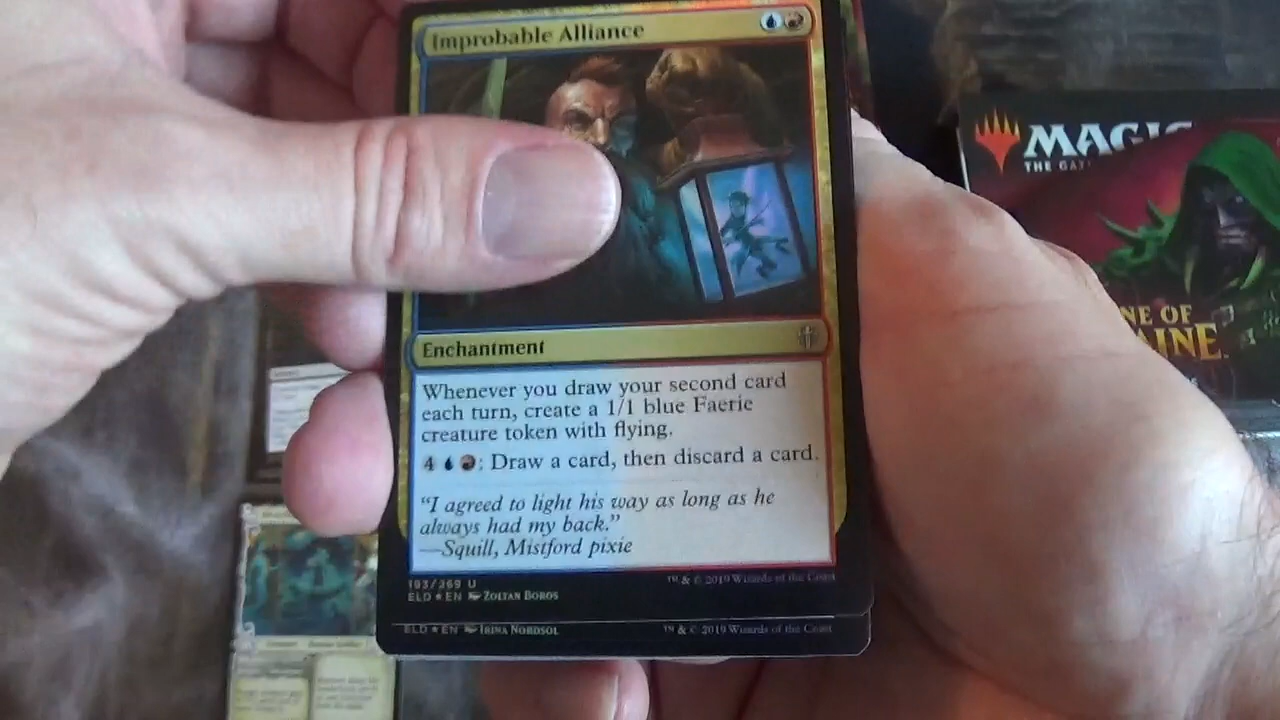 Improbable Alliance
Enchantment
Whenever you draw your second card
each turn, create a 1/1 blue Faerie
creature token with flying.
4 : Draw a card, then discard a card.
“I agreed to light his way as long as he
always had my back.”
—Squill, Mistford pixie
193/269 U
ELD ★ EN Zoltan Boros
™ & © 2019 Wizards of the Coast
ELD ★ EN Irina Nordsol
™ & © 2019 Wizards of the Coast
MAGIC
THE GAT
NE OF
AINE